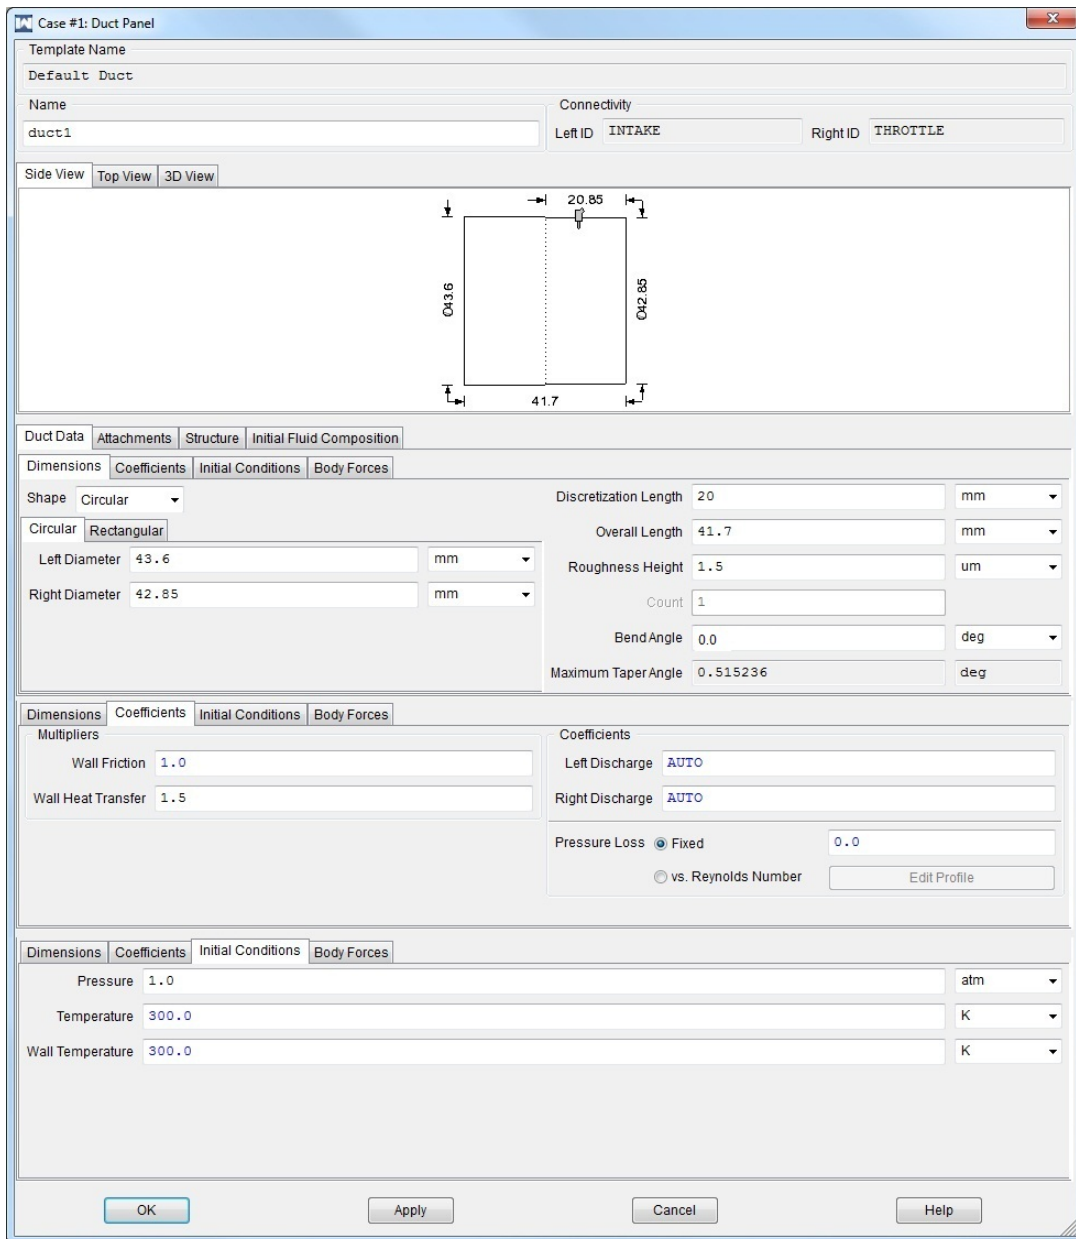 Case #1: Duct Panel
Template Name
Default Duct
Name
Connectivity
duct1
Left ID INTAKE Right ID THROTTLE
Side View Top View 3D View
20.85
Ø43.6
Ø42.85
41.7
Duct Data Attachments Structure Initial Fluid Composition
Dimensions Coefficients Initial Conditions Body Forces
Shape Circular
Circular Rectangular
Left Diameter 43.6 mm
Right Diameter 42.85 mm
Discretization Length 20 mm
Overall Length 41.7 mm
Roughness Height 1.5 um
Count 1
Bend Angle 0.0 deg
Maximum Taper Angle 0.515236 deg
Dimensions Coefficients Initial Conditions Body Forces
Multipliers
Wall Friction 1.0
Wall Heat Transfer 1.5
Coefficients
Left Discharge AUTO
Right Discharge AUTO
Pressure Loss Fixed 0.0
vs. Reynolds Number Edit Profile
Dimensions Coefficients Initial Conditions Body Forces
Pressure 1.0 atm
Temperature 300.0 K
Wall Temperature 300.0 K
OK Apply Cancel Help